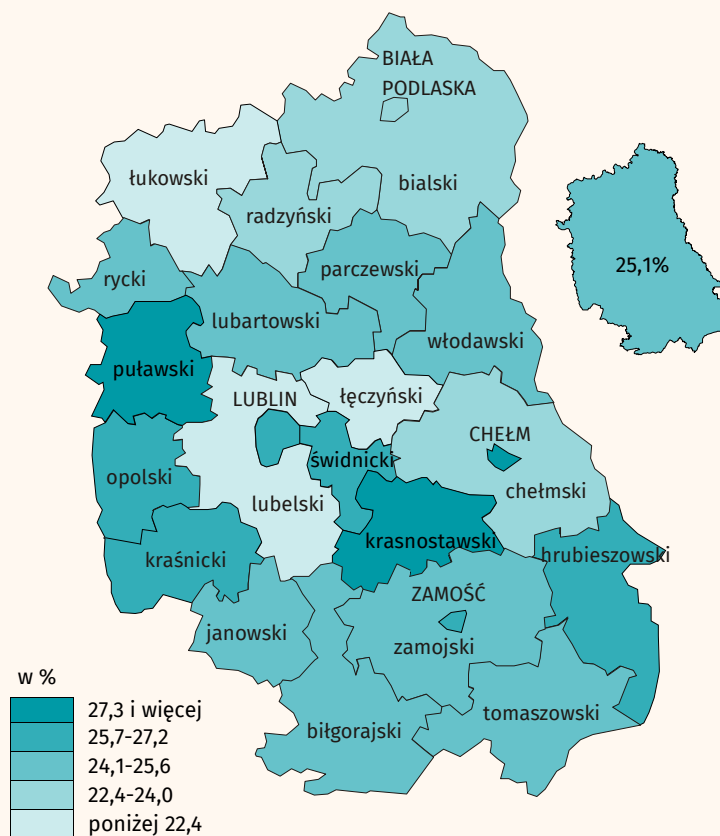 BIAŁA
PODLASKA
łukowski
bialski
radzyński
25,1%
parczewski
rycki
lubartowski
włodawski
puławski
LUBLIN
łęczyński
CHEŁM
świdnicki
opolski
chełmski
lubelski
krasnostawski
hrubieszowski
kraśnicki
ZAMOŚĆ
janowski
zamojski
w %
27,3 i więcej
25,7-27,2
24,1-25,6
22,4-24,0
poniżej 22,4
tomaszowski
biłgorajski